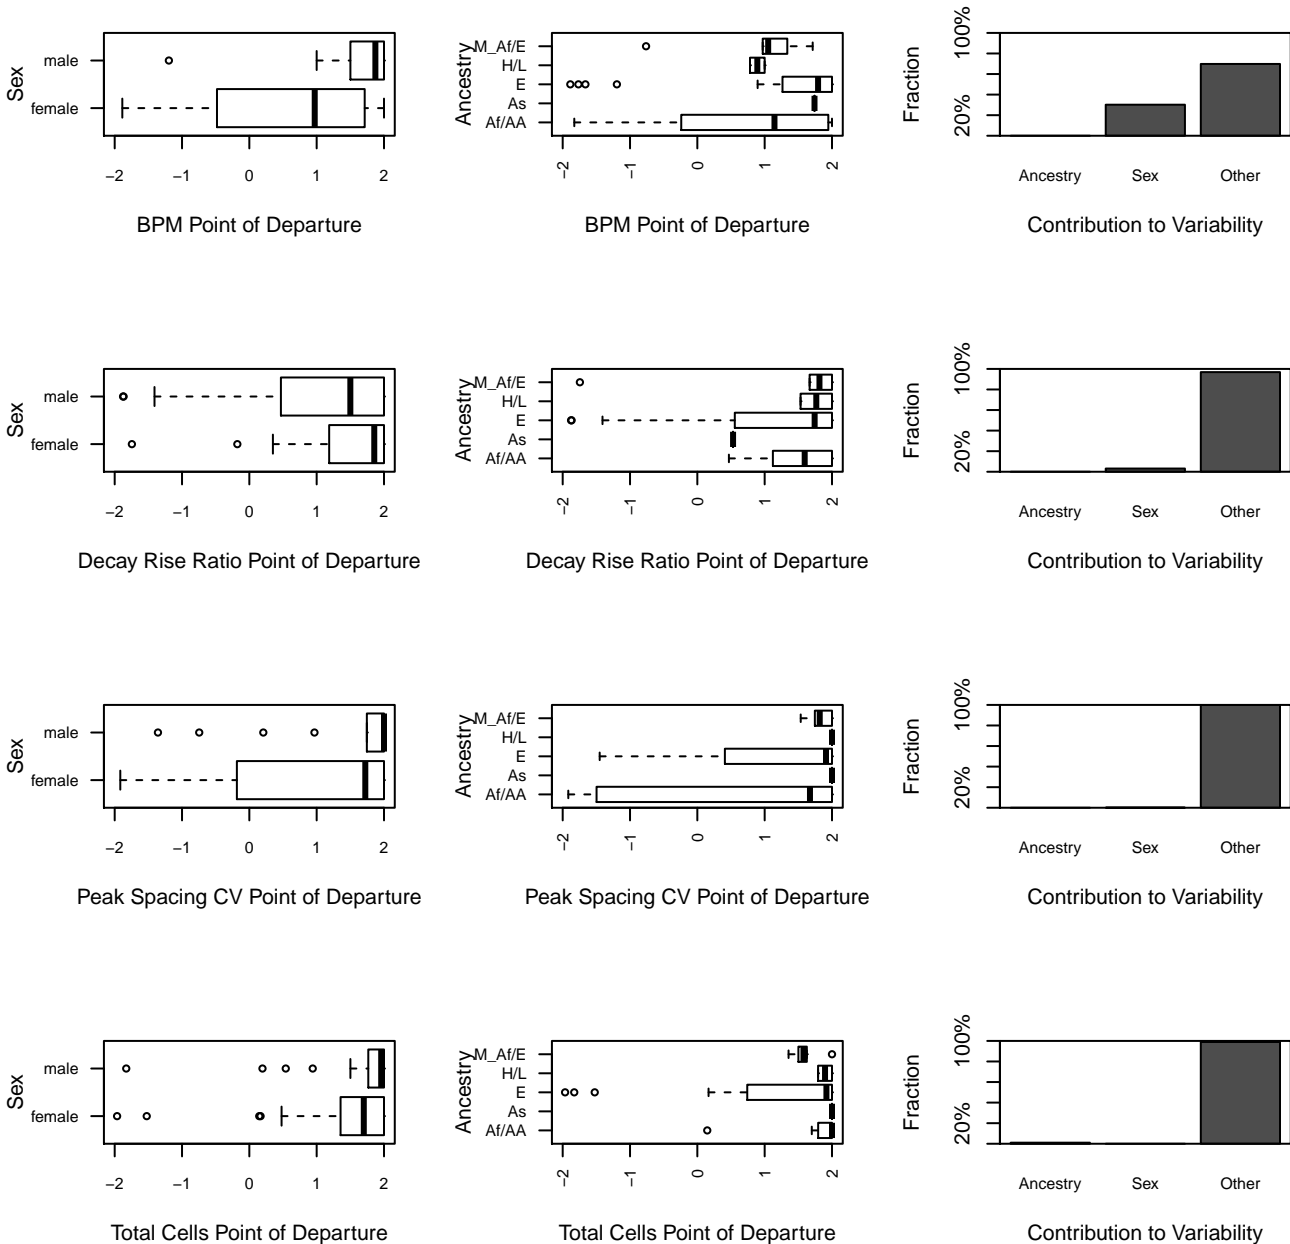 Sex
male
female
−2 −1 0 1 2
BPM Point of Departure
Ancestry
M_Af/E
H/L
E
As
Af/AA
−2 −1 0 1 2
BPM Point of Departure
Fraction
20% 100%
Ancestry Sex Other
Contribution to Variability
Sex
male
female
−2 −1 0 1 2
Decay Rise Ratio Point of Departure
Ancestry
M_Af/E
H/L
E
As
Af/AA
−2 −1 0 1 2
Decay Rise Ratio Point of Departure
Fraction
20% 100%
Ancestry Sex Other
Contribution to Variability
Sex
male
female
−2 −1 0 1 2
Peak Spacing CV Point of Departure
Ancestry
M_Af/E
H/L
E
As
Af/AA
−2 −1 0 1 2
Peak Spacing CV Point of Departure
Fraction
20% 100%
Ancestry Sex Other
Contribution to Variability
Sex
male
female
−2 −1 0 1 2
Total Cells Point of Departure
Ancestry
M_Af/E
H/L
E
As
Af/AA
−2 −1 0 1 2
Total Cells Point of Departure
Fraction
20% 100%
Ancestry Sex Other
Contribution to Variability